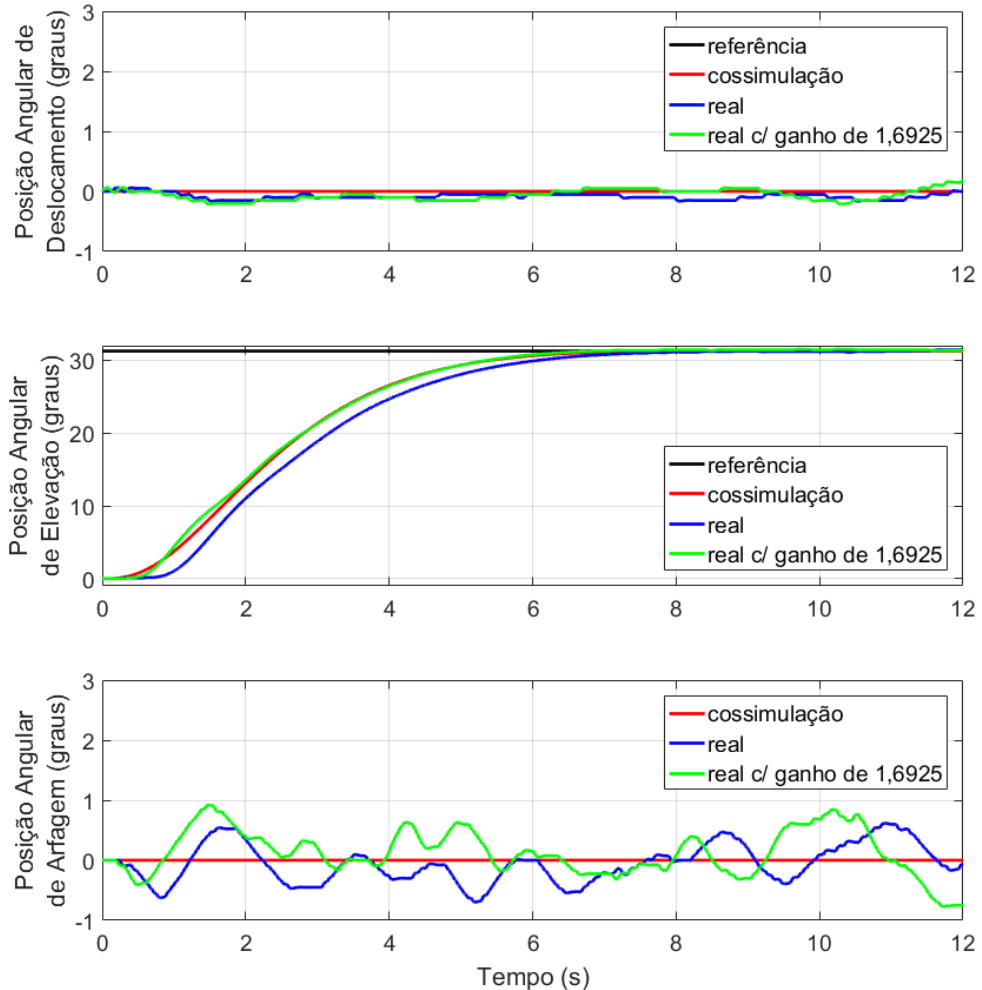 Posição Angular de
Deslocamento (graus)
3
2
1
0
-1
referência
cossimulação
real
real c/ ganho de 1,6925
0 2 4 6 8 10 12
Posição Angular
de Elevação (graus)
30
20
10
0
referência
cossimulação
real
real c/ ganho de 1,6925
0 2 4 6 8 10 12
Posição Angular
de Arfagem (graus)
3
2
1
0
-1
cossimulação
real
real c/ ganho de 1,6925
0 2 4 6 8 10 12
Tempo (s)